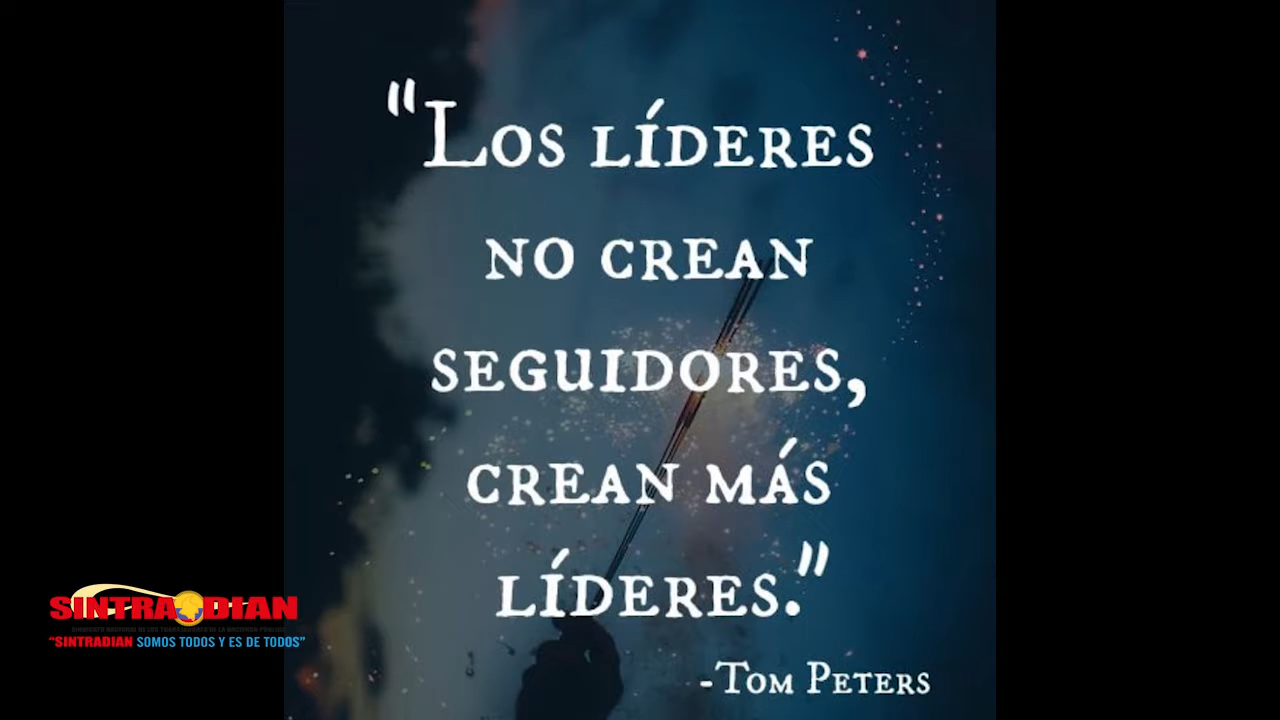 “Los líderes
no crean
seguidores,
crean más
líderes.”
-Tom Peters
SINTRADIAN
“SINTRADIAN SOMOS TODOS Y ES DE TODOS”